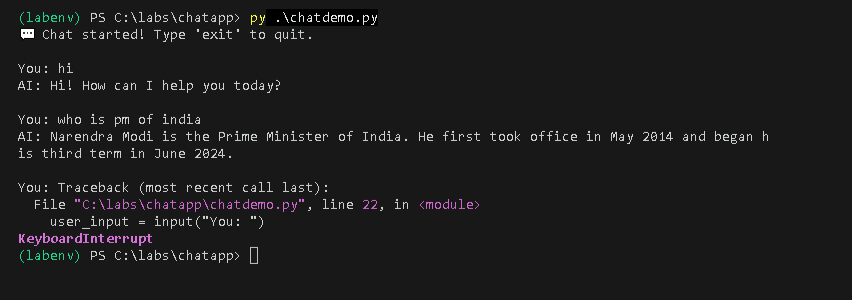 (labenv) PS C:\labs\chatapp> py .\chatdemo.py
💬 Chat started! Type 'exit' to quit.
You: hi
AI: Hi! How can I help you today?
You: who is pm of india
AI: Narendra Modi is the Prime Minister of India. He first took office in May 2014 and began h
is third term in June 2024.
You: Traceback (most recent call last):
  File "C:\labs\chatapp\chatdemo.py", line 22, in <module>
    user_input = input("You: ")
KeyboardInterrupt
(labenv) PS C:\labs\chatapp>